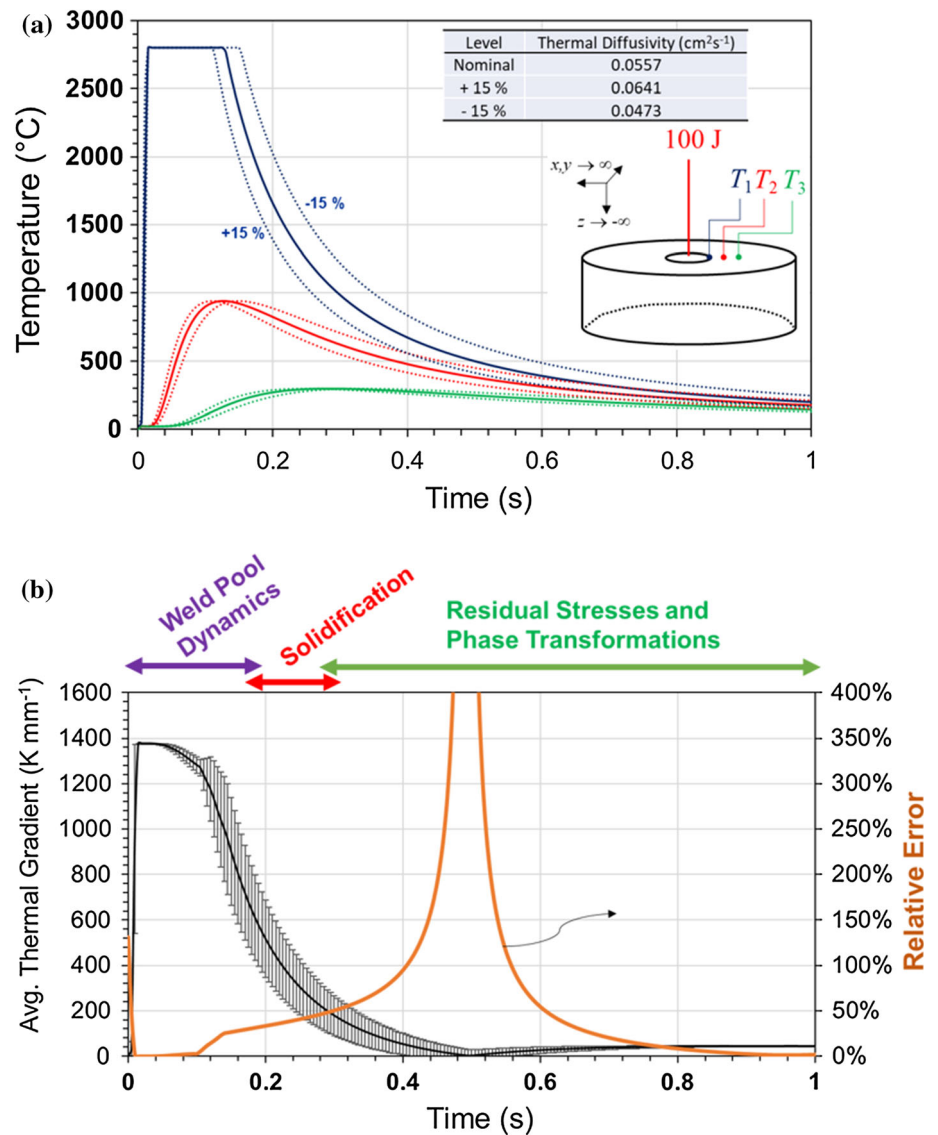 (a)
3000
2500
2000
1500
1000
500
0
Temperature (°C)
0 0.2 0.4 0.6 0.8 1
Time (s)
Level Thermal Diffusivity (cm²s⁻¹)
Nominal 0.0557
+ 15 % 0.0641
- 15 % 0.0473
100 J
x,y → ∞
z → -∞
T₁ T₂ T₃
-15 %
+15 %
(b)
Weld Pool
Dynamics
Solidification
Residual Stresses and
Phase Transformations
1600
1400
1200
1000
800
600
400
200
0
Avg. Thermal Gradient (K mm⁻¹)
400%
350%
300%
250%
200%
150%
100%
50%
0%
Relative Error
0 0.2 0.4 0.6 0.8 1
Time (s)